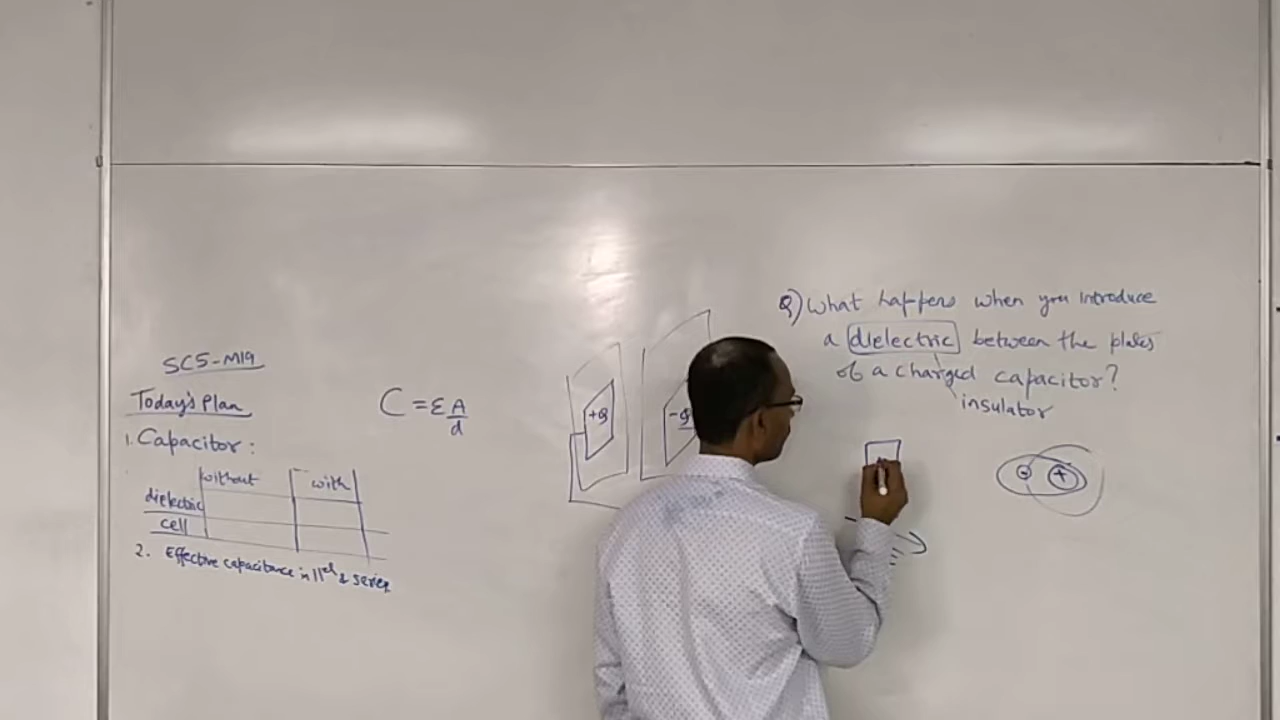 SC5-M19
Today's Plan
1. Capacitor :
without with
dielectric
cell
2. Effective capacitance in ||el & series
C = ε A/d
+Q
-Q
Q) What happens when you introduce
a dielectric between the plates
of a charged capacitor?
insulator
- +